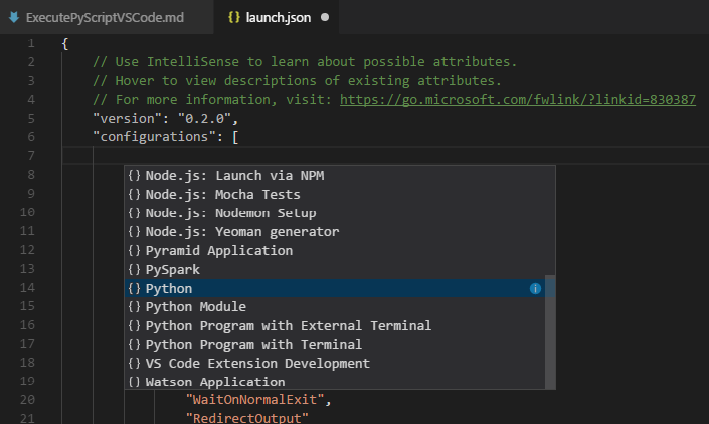 ExecutePyScriptVSCode.md
{} launch.json
1 {
2 // Use IntelliSense to learn about possible attributes.
3 // Hover to view descriptions of existing attributes.
4 // For more information, visit: https://go.microsoft.com/fwlink/?linkid=830387
5 "version": "0.2.0",
6 "configurations": [
7
8 {} Node.js: Launch via NPM
9 {} Node.js: Mocha Tests
10 {} Node.js: Nodemon Setup
11 {} Node.js: Yeoman generator
12 {} Pyramid Application
13 {} PySpark
14 {} Python
15 {} Python Module
16 {} Python Program with External Terminal
17 {} Python Program with Terminal
18 {} VS Code Extension Development
19 {} Watson Application
20 "WaitOnNormalExit",
21 "RedirectOutput"